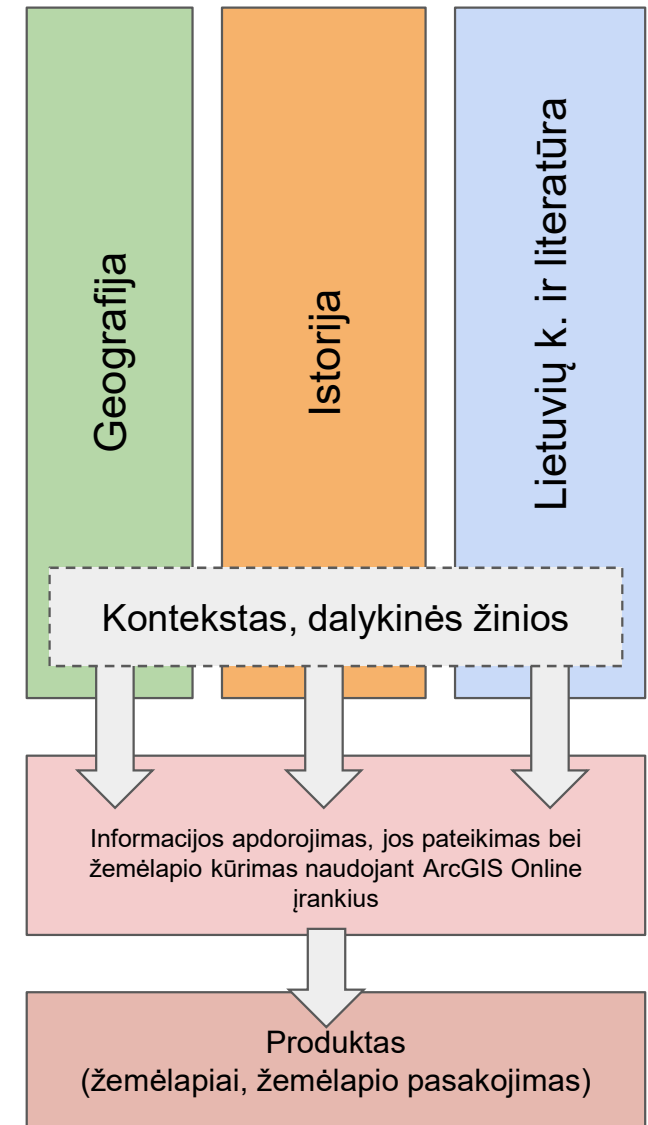 Geografija
Istorija
Lietuvių k. ir literatūra
Kontekstas, dalykinės žinios
Informacijos apdorojimas, jos pateikimas bei
žemėlapio kūrimas naudojant ArcGIS Online
įrankius
Produktas
(žemėlapiai, žemėlapio pasakojimas)